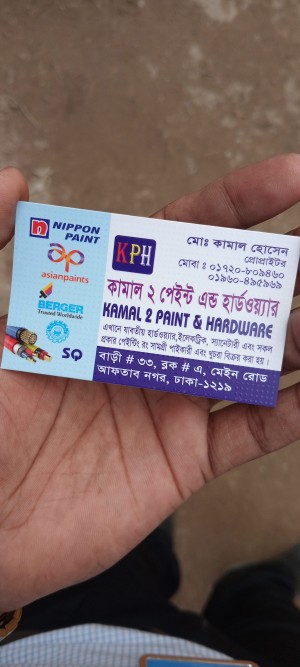 NIPPON
PAINT
ap
asianpaints
BERGER
Trusted Worldwide
SQ
KPH
মোঃ কামাল হোসেন
প্রোপ্রাইটর
মোবা : ০১৭২০-৮০৯৪৬০
০১৯৬০-৪৯৫৯৬৯
কামাল ২ পেইন্ট এন্ড হার্ডওয়্যার
KAMAL 2 PAINT & HARDWARE
এখানে যাবতীয় হার্ডওয়্যার, ইলেকট্রিক, স্যানেটারী এবং সকল
প্রকার পেইন্টিং রং সামগ্রী পাইকারী এবং খুচরা বিক্রয় করা হয়।
বাড়ী # ৩৩, ব্লক # এ, মেইন রোড
আফতাব নগর, ঢাকা-১২১৯